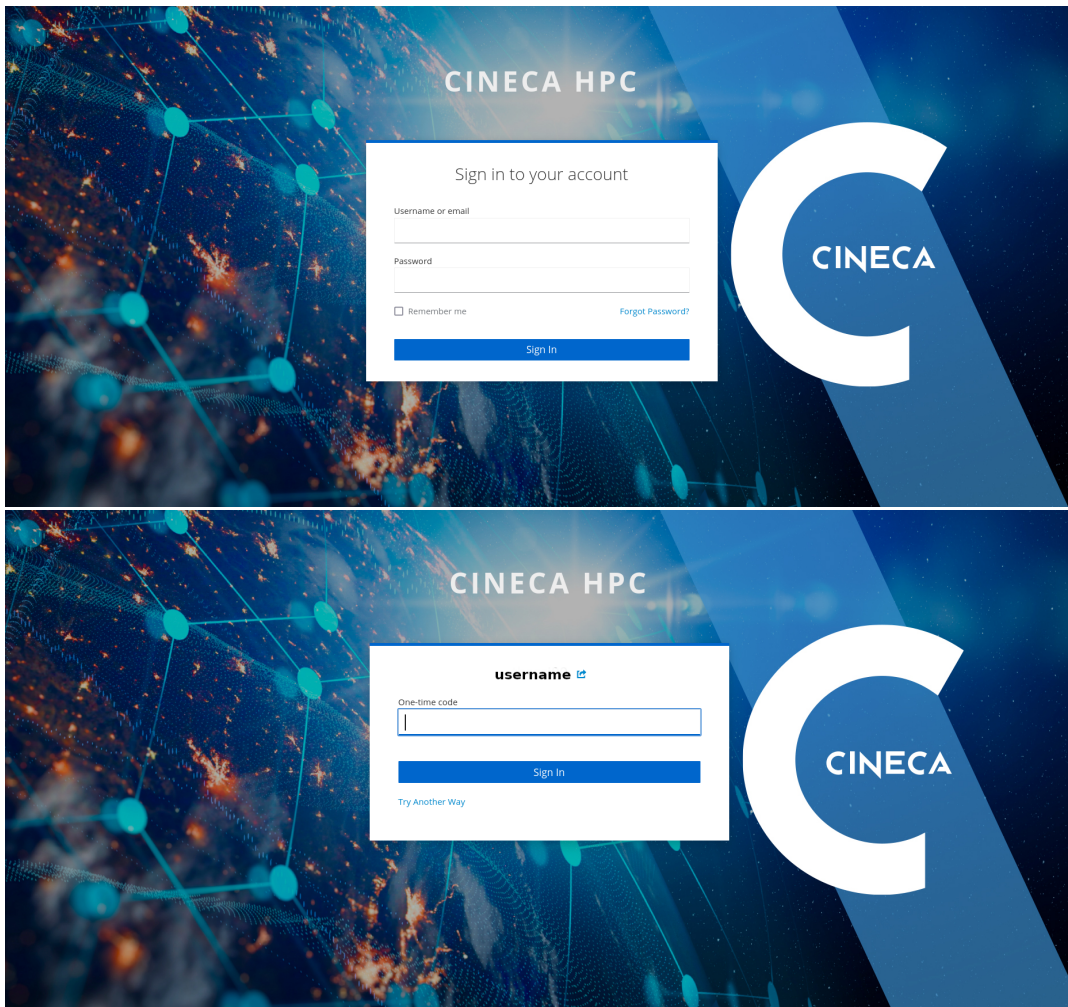 CINECA HPC
Sign in to your account
Username or email
Password
Remember me
Forgot Password?
Sign In
CINECA
CINECA HPC
username
One-time code
Sign In
Try Another Way
CINECA